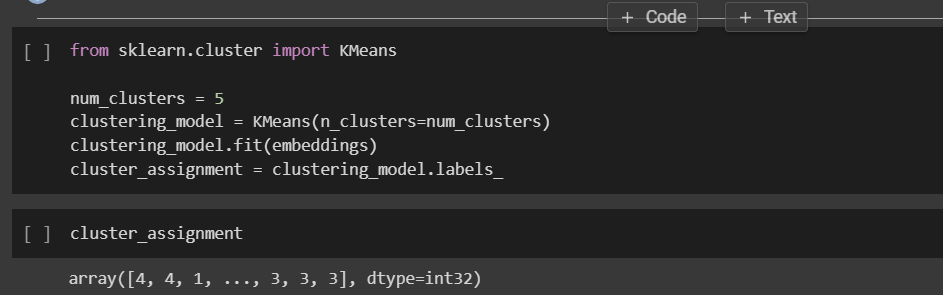 + Code + Text
[ ] from sklearn.cluster import KMeans
num_clusters = 5
clustering_model = KMeans(n_clusters=num_clusters)
clustering_model.fit(embeddings)
cluster_assignment = clustering_model.labels_
[ ] cluster_assignment
array([4, 4, 1, ..., 3, 3, 3], dtype=int32)